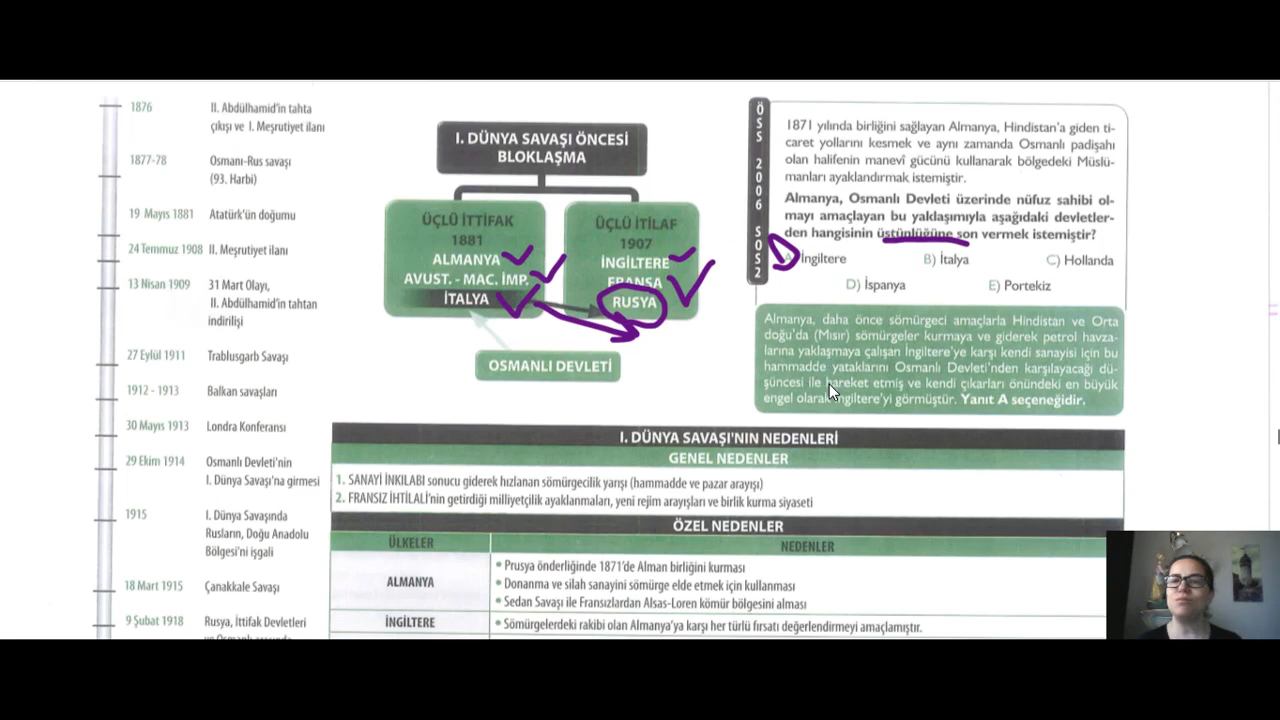 1876
II. Abdülhamid'in tahta
çıkışı ve I. Meşrutiyet ilanı
1877-78
Osmanı-Rus savaşı
(93. Harbi)
19 Mayıs 1881
Atatürk'ün doğumu
24 Temmuz 1908
II. Meşrutiyet ilanı
13 Nisan 1909
31 Mart Olayı,
II. Abdülhamid'in tahtan
indirilişi
27 Eylül 1911
Trablusgarb Savaşı
1912 - 1913
Balkan savaşları
30 Mayıs 1913
Londra Konferansı
29 Ekim 1914
Osmanlı Devleti'nin
I. Dünya Savaşı'na girmesi
1915
I. Dünya Savaşında
Rusların, Doğu Anadolu
Bölgesi'ni işgali
18 Mart 1915
Çanakkale Savaşı
9 Şubat 1918
Rusya, İttifak Devletleri
I. DÜNYA SAVAŞI ÖNCESİ
BLOKLAŞMA
ÜÇLÜ İTTİFAK
1881
ALMANYA
AVUST. - MAC. İMP.
İTALYA
ÜÇLÜ İTİLAF
1907
İNGİLTERE
FRANSA
RUSYA
OSMANLI DEVLETİ
ÖSS 2006 SOS2
1871 yılında birliğini sağlayan Almanya, Hindistan'a giden ti-
caret yollarını kesmek ve aynı zamanda Osmanlı padişahı
olan halifenin manevî gücünü kullanarak bölgedeki Müslü-
manları ayaklandırmak istemiştir.
Almanya, Osmanlı Devleti üzerinde nüfuz sahibi ol-
mayı amaçlayan bu yaklaşımıyla aşağıdaki devletler-
den hangisinin üstünlüğüne son vermek istemiştir?
A) İngiltere
B) İtalya
C) Hollanda
D) İspanya
E) Portekiz
Almanya, daha önce sömürgeci amaçlarla Hindistan ve Orta
doğu'da (Mısır) sömürgeler kurmaya ve giderek petrol havza-
larına yaklaşmaya çalışan İngiltere'ye karşı kendi sanayisi için bu
hammadde yataklarını Osmanlı Devleti'nden karşılayacağı dü-
şüncesi ile hareket etmiş ve kendi çıkarları önündeki en büyük
engel olarak İngiltere'yi görmüştür. Yanıt A seçeneğidir.
I. DÜNYA SAVAŞI'NIN NEDENLERİ
GENEL NEDENLER
1. SANAYİ İNKILABI sonucu giderek hızlanan sömürgecilik yarışı (hammadde ve pazar arayışı)
2. FRANSIZ İHTİLALİ'nin getirdiği milliyetçilik ayaklanmaları, yeni rejim arayışları ve birlik kurma siyaseti
ÖZEL NEDENLER
ÜLKELER
NEDENLER
ALMANYA
• Prusya önderliğinde 1871'de Alman birliğini kurması
• Donanma ve silah sanayini sömürge elde etmek için kullanması
• Sedan Savaşı ile Fransızlardan Alsas-Loren kömür bölgesini alması
İNGİLTERE
• Sömürgelerdeki rakibi olan Almanya'ya karşı her türlü fırsatı değerlendirmeyi amaçlamıştır.